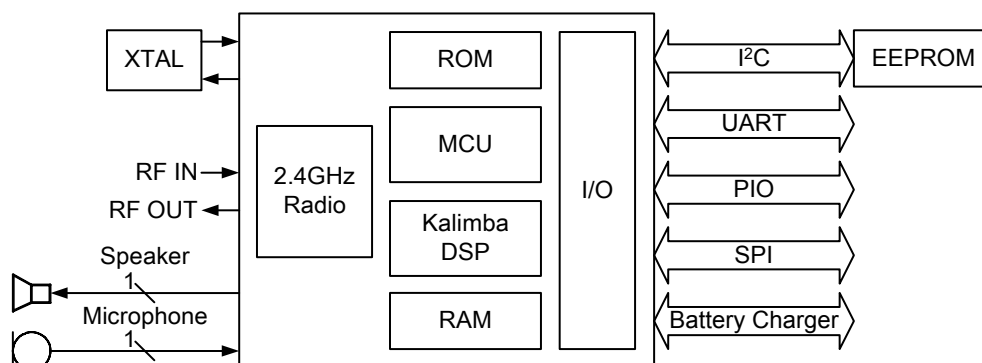 XTAL
RF IN
RF OUT
Speaker
1
Microphone
1
2.4GHz
Radio
ROM
MCU
Kalimba
DSP
RAM
I/O
I²C
UART
PIO
SPI
Battery Charger
EEPROM